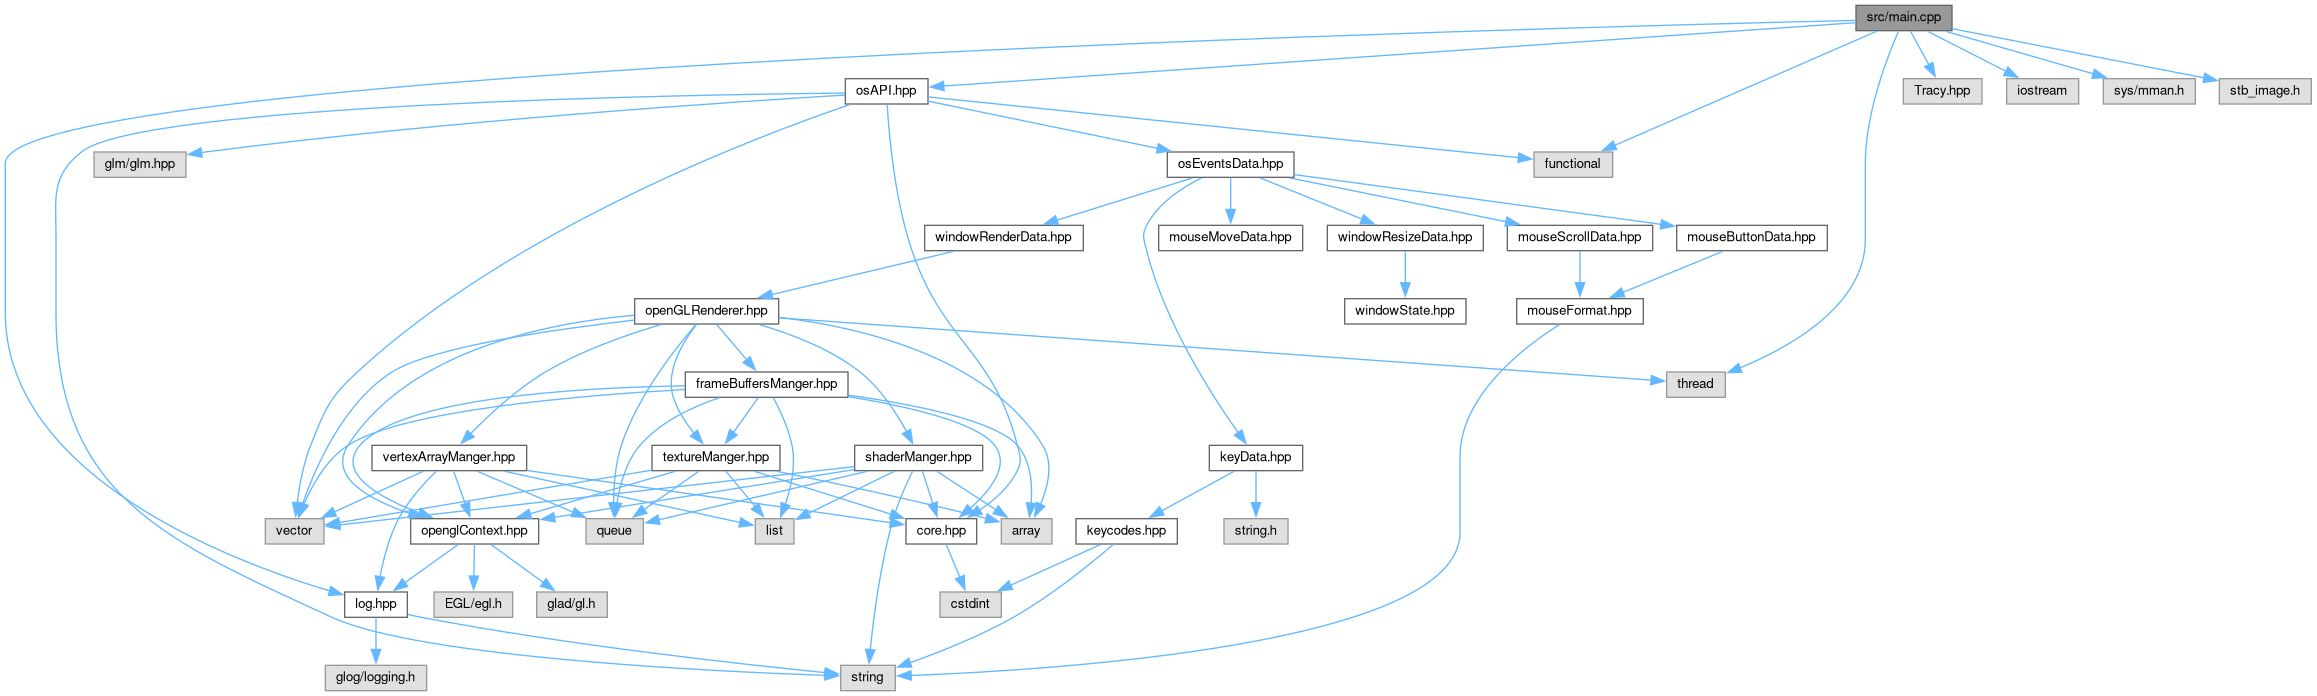 src/main.cpp
osAPI.hpp
Tracy.hpp
iostream
sys/mman.h
stb_image.h
glm/glm.hpp
osEventsData.hpp
functional
windowRenderData.hpp
mouseMoveData.hpp
windowResizeData.hpp
mouseScrollData.hpp
mouseButtonData.hpp
openGLRenderer.hpp
windowState.hpp
mouseFormat.hpp
frameBuffersManger.hpp
thread
vertexArrayManger.hpp
textureManger.hpp
shaderManger.hpp
keyData.hpp
vector
openglContext.hpp
queue
list
core.hpp
array
keycodes.hpp
string.h
log.hpp
EGL/egl.h
glad/gl.h
cstdint
glog/logging.h
string